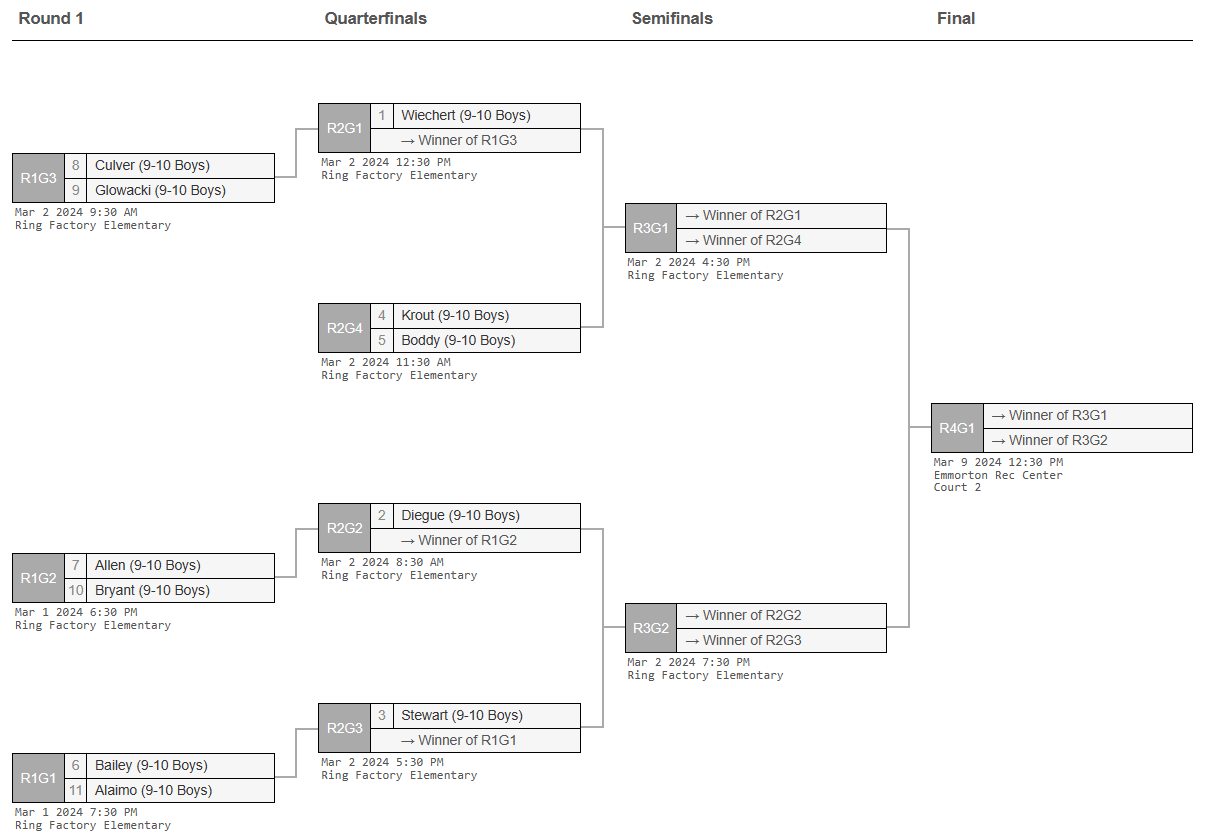 Round 1
Quarterfinals
Semifinals
Final
R1G3
8 Culver (9-10 Boys)
9 Glowacki (9-10 Boys)
Mar 2 2024 9:30 AM
Ring Factory Elementary
R1G2
7 Allen (9-10 Boys)
10 Bryant (9-10 Boys)
Mar 1 2024 6:30 PM
Ring Factory Elementary
R1G1
6 Bailey (9-10 Boys)
11 Alaimo (9-10 Boys)
Mar 1 2024 7:30 PM
Ring Factory Elementary
R2G1
1 Wiechert (9-10 Boys)
→ Winner of R1G3
Mar 2 2024 12:30 PM
Ring Factory Elementary
R2G4
4 Krout (9-10 Boys)
5 Boddy (9-10 Boys)
Mar 2 2024 11:30 AM
Ring Factory Elementary
R2G2
2 Diegue (9-10 Boys)
→ Winner of R1G2
Mar 2 2024 8:30 AM
Ring Factory Elementary
R2G3
3 Stewart (9-10 Boys)
→ Winner of R1G1
Mar 2 2024 5:30 PM
Ring Factory Elementary
R3G1
→ Winner of R2G1
→ Winner of R2G4
Mar 2 2024 4:30 PM
Ring Factory Elementary
R3G2
→ Winner of R2G2
→ Winner of R2G3
Mar 2 2024 7:30 PM
Ring Factory Elementary
R4G1
→ Winner of R3G1
→ Winner of R3G2
Mar 9 2024 12:30 PM
Emmorton Rec Center
Court 2